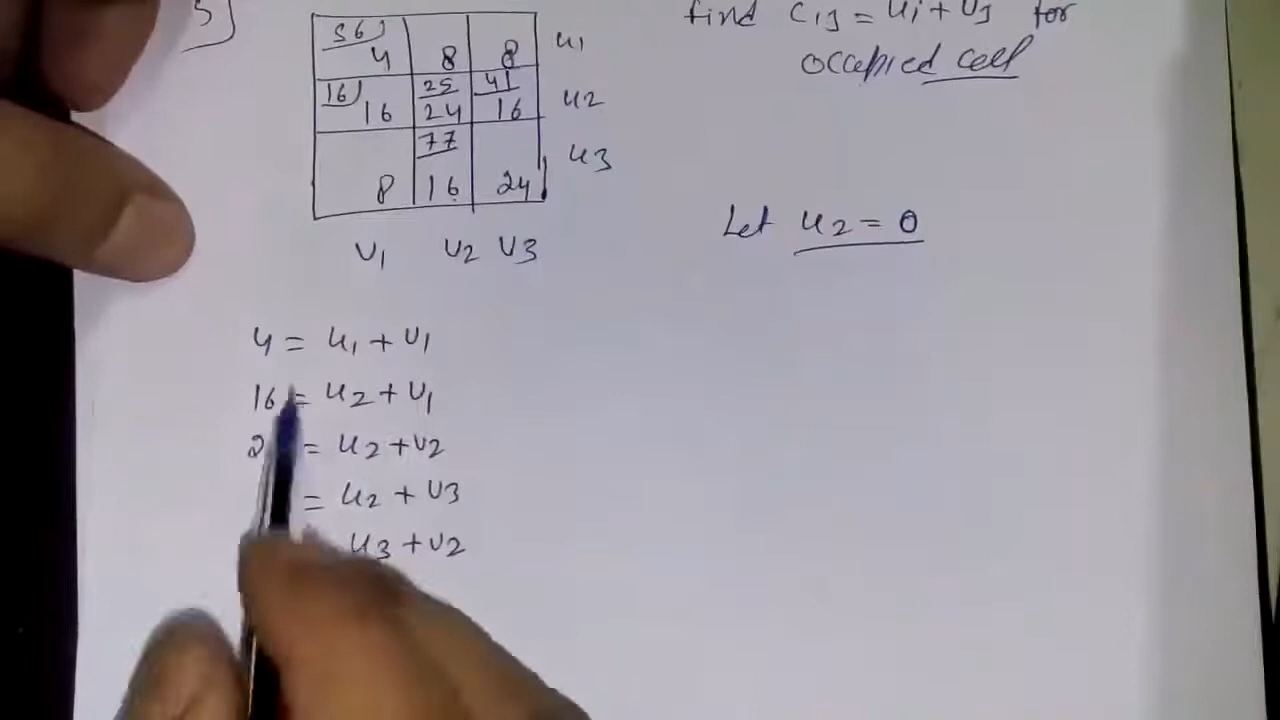 3]
find Cij = ui + vj for
occupied cell
56
4 8 8 u1
16 25 41
16 24 16 u2
77
8 16 24 u3
v1 v2 v3
Let u2 = 0
4 = u1 + v1
16 = u2 + v1
2 = u2 + v2
= u2 + v3
u3 + v2